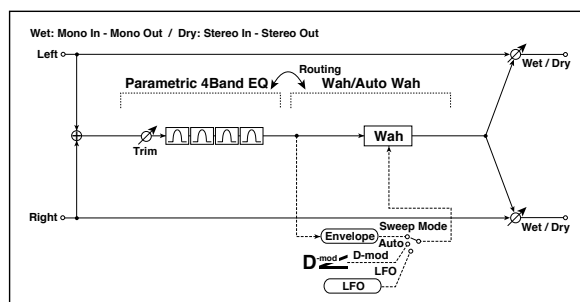 Wet: Mono In - Mono Out / Dry: Stereo In - Stereo Out
Left
Wet / Dry
Routing
Parametric 4Band EQ
Wah/Auto Wah
Trim
Wah
Right
Wet / Dry
Sweep Mode
Envelope
Auto
D-mod
D-mod
LFO
LFO